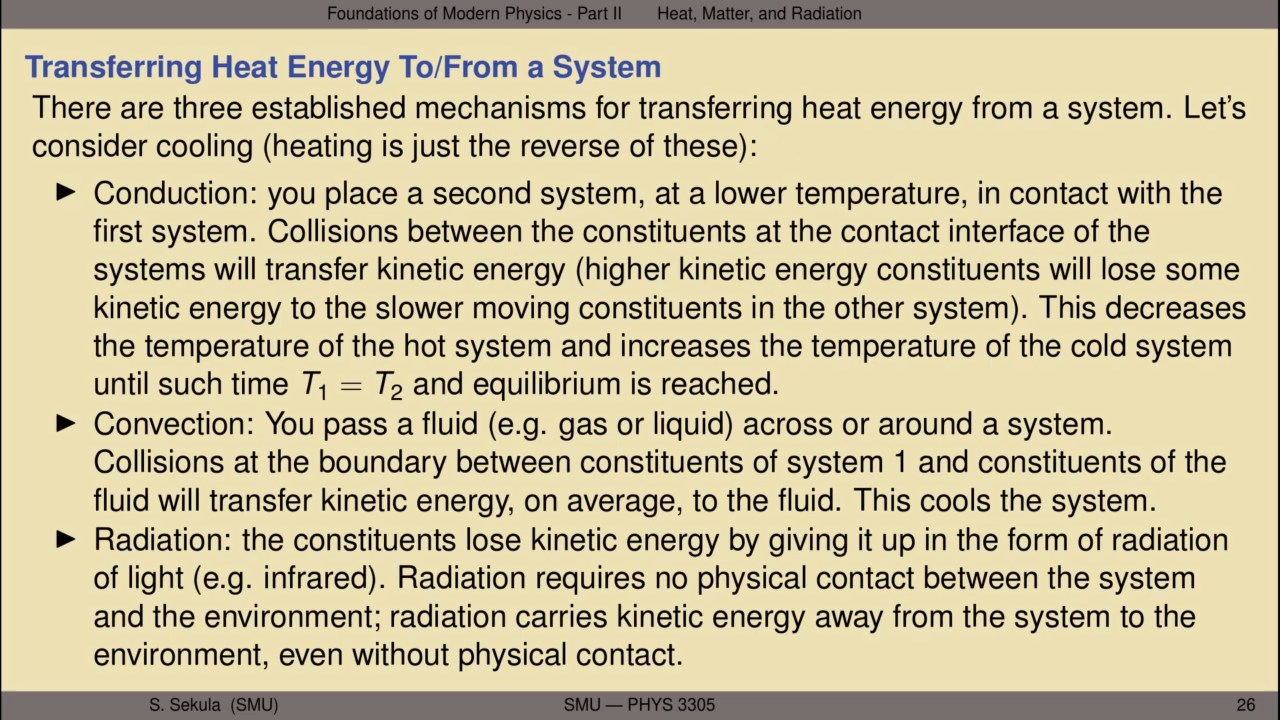 Foundations of Modern Physics - Part II Heat, Matter, and Radiation
Transferring Heat Energy To/From a System
There are three established mechanisms for transferring heat energy from a system. Let's
consider cooling (heating is just the reverse of these):
▶ Conduction: you place a second system, at a lower temperature, in contact with the
first system. Collisions between the constituents at the contact interface of the
systems will transfer kinetic energy (higher kinetic energy constituents will lose some
kinetic energy to the slower moving constituents in the other system). This decreases
the temperature of the hot system and increases the temperature of the cold system
until such time T₁ = T₂ and equilibrium is reached.
▶ Convection: You pass a fluid (e.g. gas or liquid) across or around a system.
Collisions at the boundary between constituents of system 1 and constituents of the
fluid will transfer kinetic energy, on average, to the fluid. This cools the system.
▶ Radiation: the constituents lose kinetic energy by giving it up in the form of radiation
of light (e.g. infrared). Radiation requires no physical contact between the system
and the environment; radiation carries kinetic energy away from the system to the
environment, even without physical contact.
S. Sekula (SMU) SMU — PHYS 3305 26